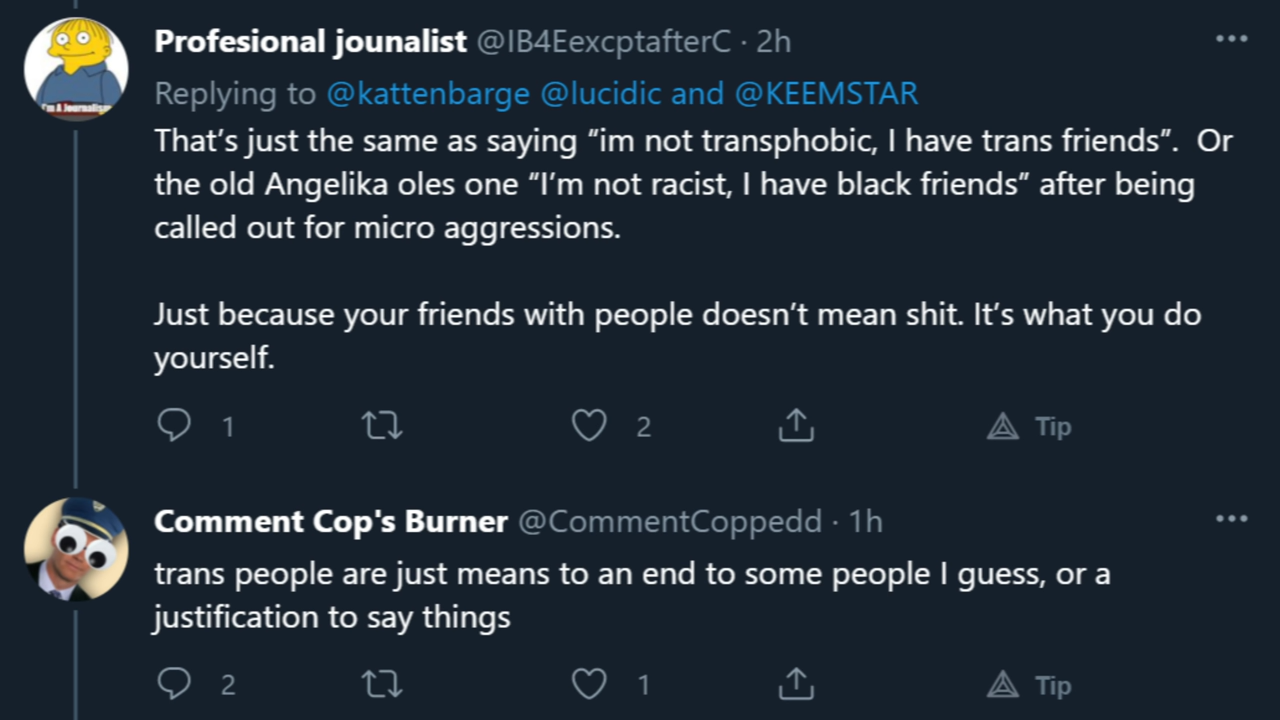 Profesional jounalist @IB4EexcptafterC · 2h
Replying to @kattenbarge @lucidic and @KEEMSTAR
That’s just the same as saying “im not transphobic, I have trans friends”.  Or
the old Angelika oles one “I’m not racist, I have black friends” after being
called out for micro aggressions.
Just because your friends with people doesn’t mean shit. It’s what you do
yourself.
1 2 Tip
Comment Cop's Burner @CommentCoppedd · 1h
trans people are just means to an end to some people I guess, or a
justification to say things
2 1 Tip